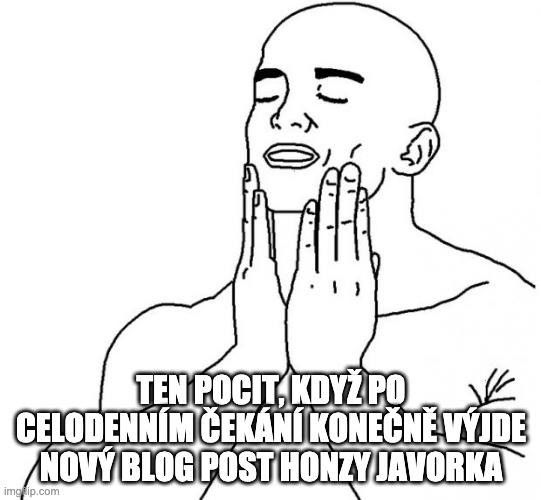 TEN POCIT, KDYŽ PO
CELODENNÍM ČEKÁNÍ KONEČNĚ VÝJDE
NOVÝ BLOG POST HONZY JAVORKA
imgflip.com